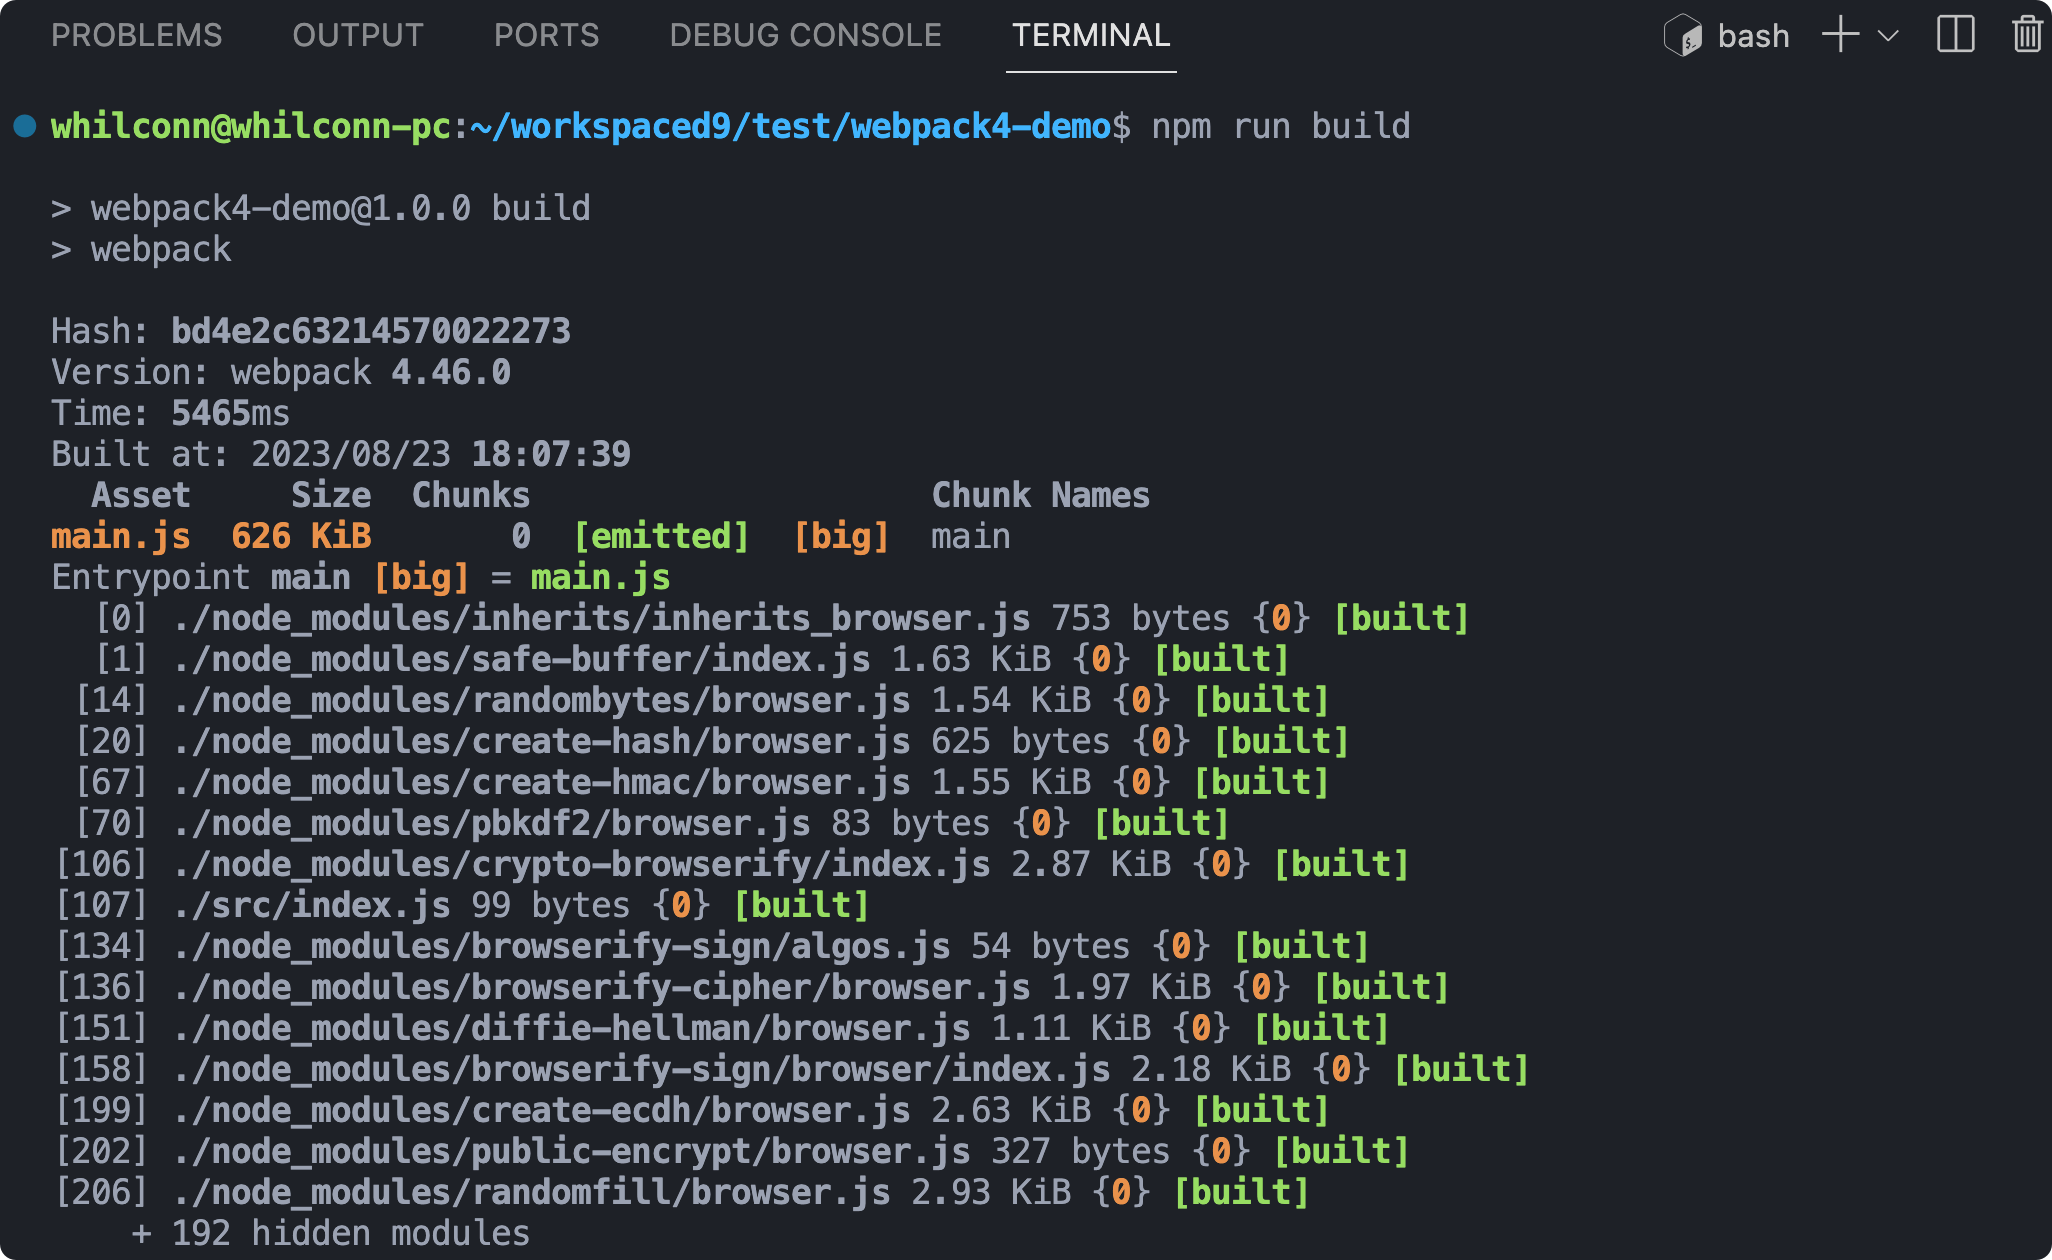 PROBLEMS OUTPUT PORTS DEBUG CONSOLE TERMINAL bash
whilconn@whilconn-pc:~/workspaced9/test/webpack4-demo$ npm run build
> webpack4-demo@1.0.0 build
> webpack
Hash: bd4e2c63214570022273
Version: webpack 4.46.0
Time: 5465ms
Built at: 2023/08/23 18:07:39
Asset Size Chunks Chunk Names
main.js 626 KiB 0 [emitted] [big] main
Entrypoint main [big] = main.js
[0] ./node_modules/inherits/inherits_browser.js 753 bytes {0} [built]
[1] ./node_modules/safe-buffer/index.js 1.63 KiB {0} [built]
[14] ./node_modules/randombytes/browser.js 1.54 KiB {0} [built]
[20] ./node_modules/create-hash/browser.js 625 bytes {0} [built]
[67] ./node_modules/create-hmac/browser.js 1.55 KiB {0} [built]
[70] ./node_modules/pbkdf2/browser.js 83 bytes {0} [built]
[106] ./node_modules/crypto-browserify/index.js 2.87 KiB {0} [built]
[107] ./src/index.js 99 bytes {0} [built]
[134] ./node_modules/browserify-sign/algos.js 54 bytes {0} [built]
[136] ./node_modules/browserify-cipher/browser.js 1.97 KiB {0} [built]
[151] ./node_modules/diffie-hellman/browser.js 1.11 KiB {0} [built]
[158] ./node_modules/browserify-sign/browser/index.js 2.18 KiB {0} [built]
[199] ./node_modules/create-ecdh/browser.js 2.63 KiB {0} [built]
[202] ./node_modules/public-encrypt/browser.js 327 bytes {0} [built]
[206] ./node_modules/randomfill/browser.js 2.93 KiB {0} [built]
+ 192 hidden modules